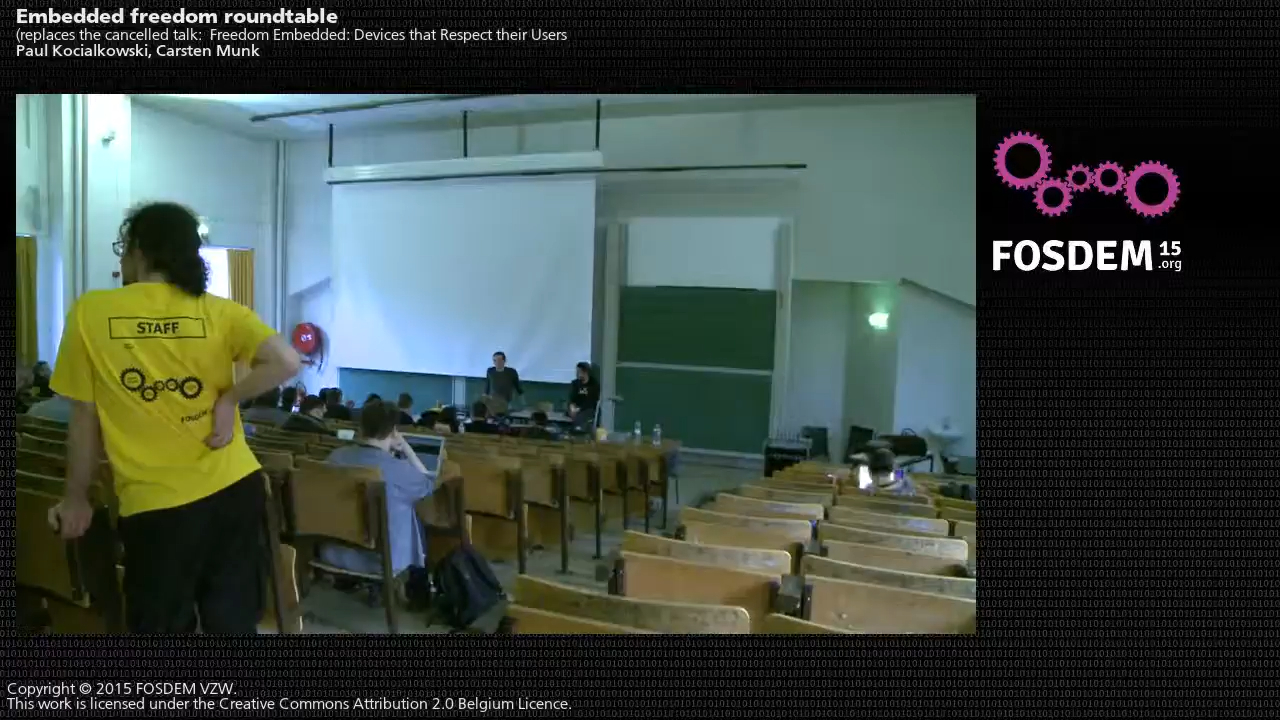 Embedded freedom roundtable
(replaces the cancelled talk:  Freedom Embedded: Devices that Respect their Users
Paul Kocialkowski, Carsten Munk
STAFF
FOSDEM 15
.org
Copyright © 2015 FOSDEM VZW.
This work is licensed under the Creative Commons Attribution 2.0 Belgium Licence.